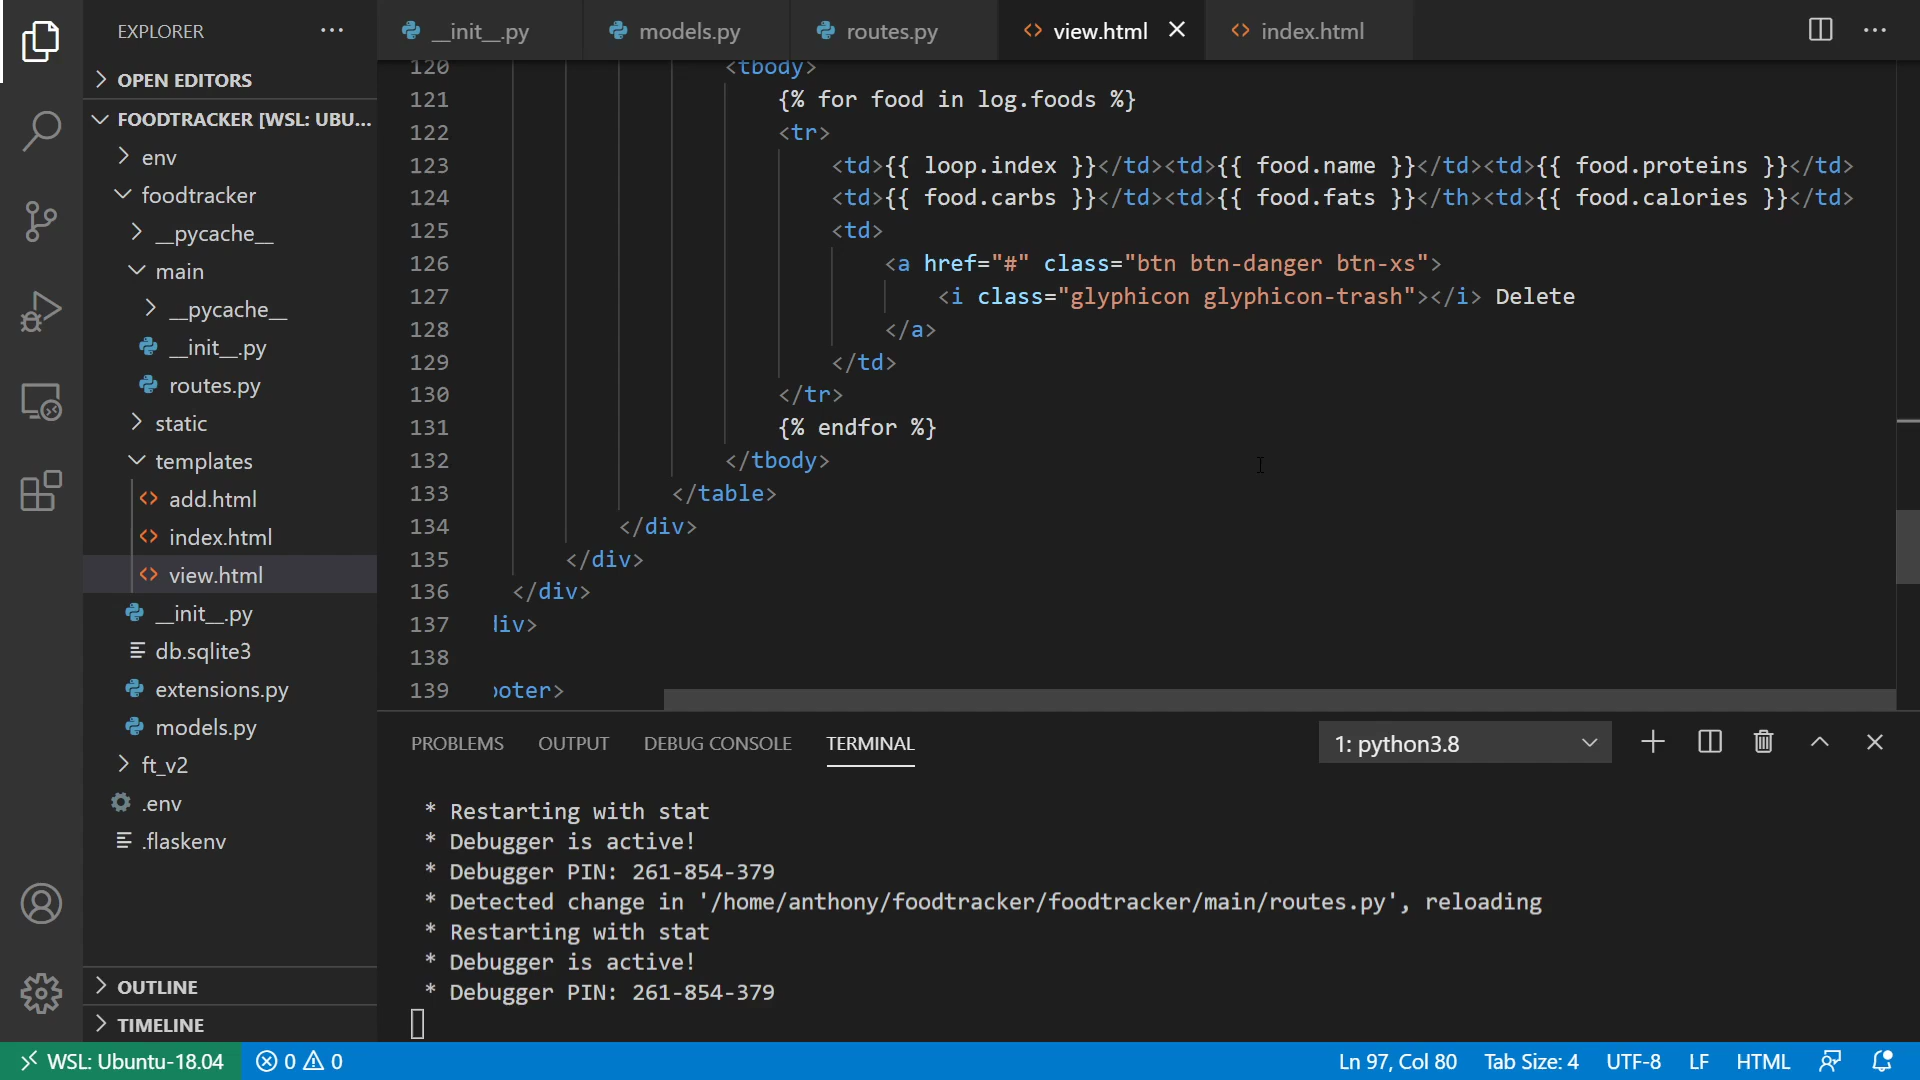 EXPLORER
OPEN EDITORS
FOODTRACKER [WSL: UBU...
env
foodtracker
__pycache__
main
__pycache__
__init__.py
routes.py
static
templates
add.html
index.html
view.html
__init__.py
db.sqlite3
extensions.py
models.py
ft_v2
.env
.flaskenv
OUTLINE
TIMELINE
__init__.py models.py routes.py view.html index.html
120 <tbody>
121 {% for food in log.foods %}
122 <tr>
123 <td>{{ loop.index }}</td><td>{{ food.name }}</td><td>{{ food.proteins }}</td>
124 <td>{{ food.carbs }}</td><td>{{ food.fats }}</th><td>{{ food.calories }}</td>
125 <td>
126 <a href="#" class="btn btn-danger btn-xs">
127 <i class="glyphicon glyphicon-trash"></i> Delete
128 </a>
129 </td>
130 </tr>
131 {% endfor %}
132 </tbody>
133 </table>
134 </div>
135 </div>
136 </div>
137 div>
138
139 ooter>
PROBLEMS OUTPUT DEBUG CONSOLE TERMINAL 1: python3.8
* Restarting with stat
* Debugger is active!
* Debugger PIN: 261-854-379
* Detected change in '/home/anthony/foodtracker/foodtracker/main/routes.py', reloading
* Restarting with stat
* Debugger is active!
* Debugger PIN: 261-854-379
WSL: Ubuntu-18.04 0 0 Ln 97, Col 80 Tab Size: 4 UTF-8 LF HTML